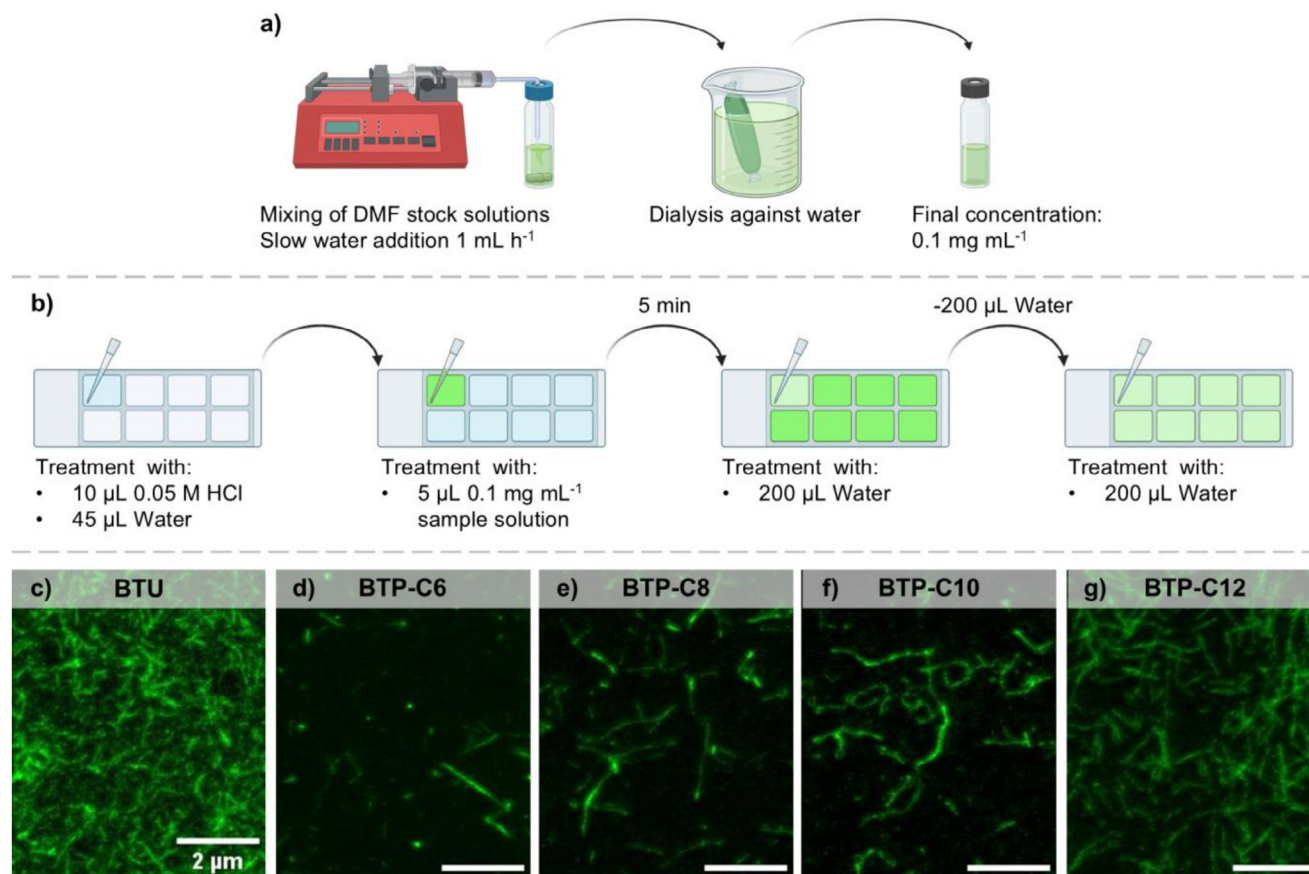 a)
Mixing of DMF stock solutions
Slow water addition 1 mL h⁻¹
Dialysis against water
Final concentration:
0.1 mg mL⁻¹
b)
5 min
-200 µL Water
Treatment with:
• 10 µL 0.05 M HCl
• 45 µL Water
Treatment with:
• 5 µL 0.1 mg mL⁻¹
sample solution
Treatment with:
• 200 µL Water
Treatment with:
• 200 µL Water
c) BTU
d) BTP-C6
e) BTP-C8
f) BTP-C10
g) BTP-C12
2 µm